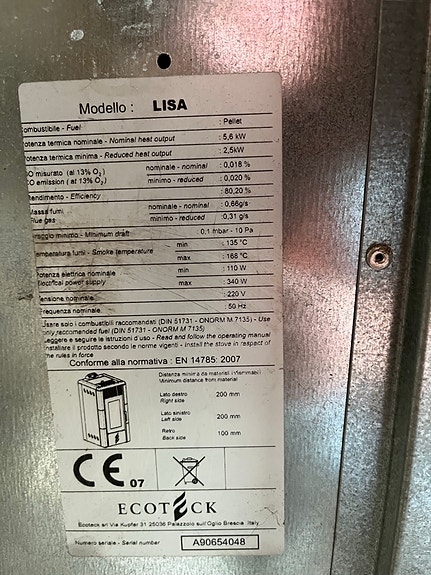 Modello : LISA
Combustibile - Fuel : Pellet
Potenza termica nominale - Nominal heat output : 5,6 kW
Potenza termica minima - Reduced heat output : 2,5kW
CO misurato (al 13% O2) nominale - nominal : 0,018 %
CO emission (at 13% O2) minimo - reduced : 0,020 %
Rendimento - Efficiency : 80,20 %
Massa fumi nominale - nominal : 0,66g/s
Flue gas minimo - reduced : 0,31 g/s
Tiraggio minimo - Minimum draft : 0,1 mbar - 10 Pa
Temperatura fumi - Smoke temperature min : 135 °C
max : 168 °C
Potenza elettrica nominale min : 110 W
Electrical power supply max : 340 W
Tensione nominale : 220 V
Frequenza nominale : 50 Hz
Usare solo i combustibili raccomandati (DIN 51731 - ONORM M 7135) - Use
only raccomended fuel (DIN 51731 - ONORM M 7135)
Leggere e seguire le istruzioni d'uso - Read and follow the operating manual
Installare il prodotto secondo le norme vigenti - Install the stove in respect of
the rules in force
Conforme alla normativa : EN 14785: 2007
Distanza minima da materiali infiammabili
Minimum distance from material
Lato destro 200 mm
Right side
Lato sinistro 200 mm
Left side
Retro 100 mm
Back side
CE 07
ECOTECK
Ecoteck srl Via Kupfer 31 25036 Palazzolo sull'Oglio Brescia Italy
Numero seriale - Serial number A90654048